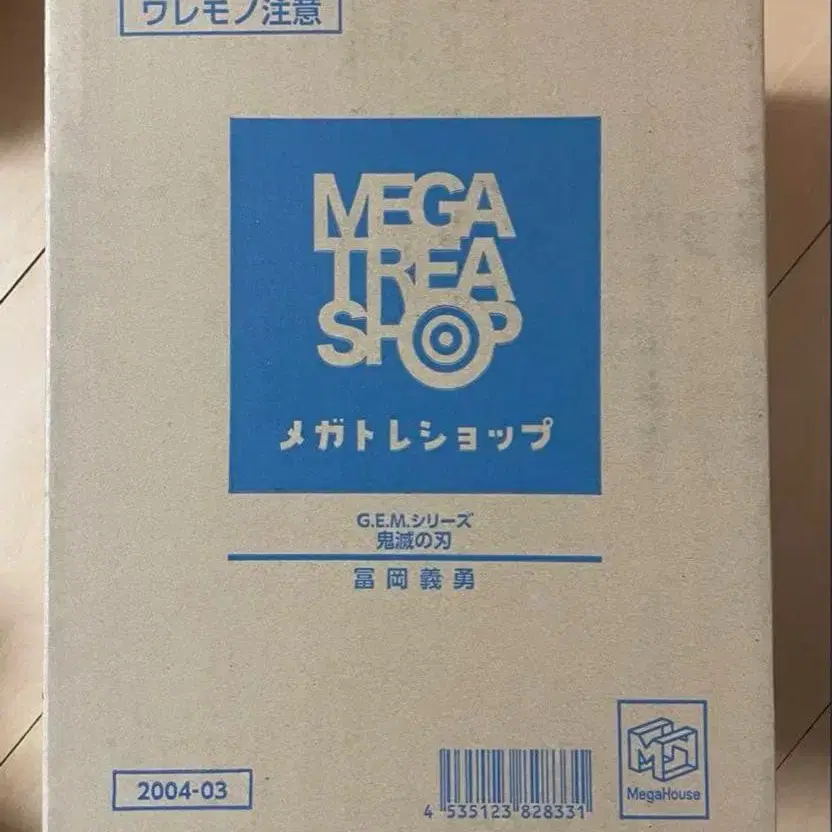 ワレモノ注意
MEGA
TREA
SHOP
メガトレショップ
G.E.M.シリーズ
鬼滅の刃
冨岡義勇
2004-03
4 535123 828331
MegaHouse